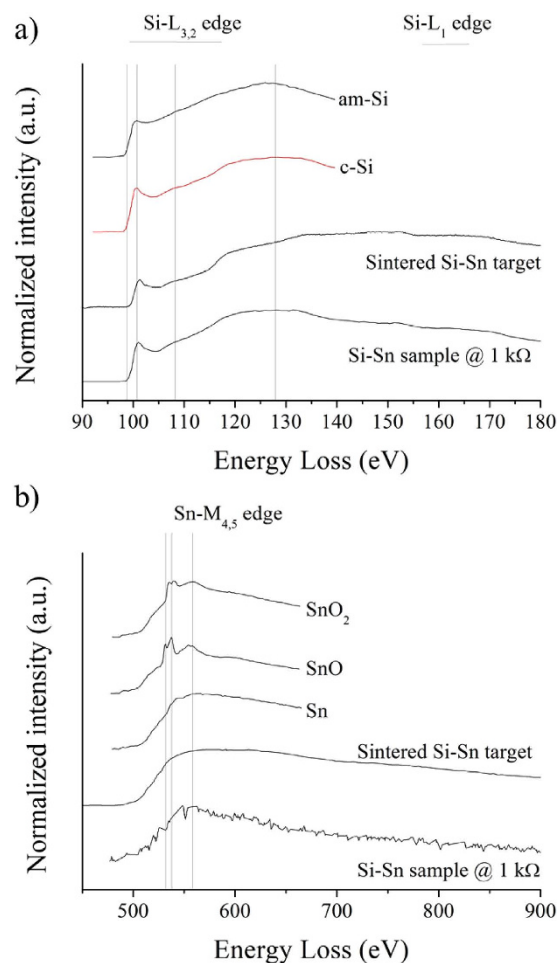 a)
Si-L3,2 edge
Si-L1 edge
Normalized intensity (a.u.)
am-Si
c-Si
Sintered Si-Sn target
Si-Sn sample @ 1 kΩ
90 100 110 120 130 140 150 160 170 180
Energy Loss (eV)
b)
Sn-M4,5 edge
Normalized intensity (a.u.)
SnO2
SnO
Sn
Sintered Si-Sn target
Si-Sn sample @ 1 kΩ
500 600 700 800 900
Energy Loss (eV)